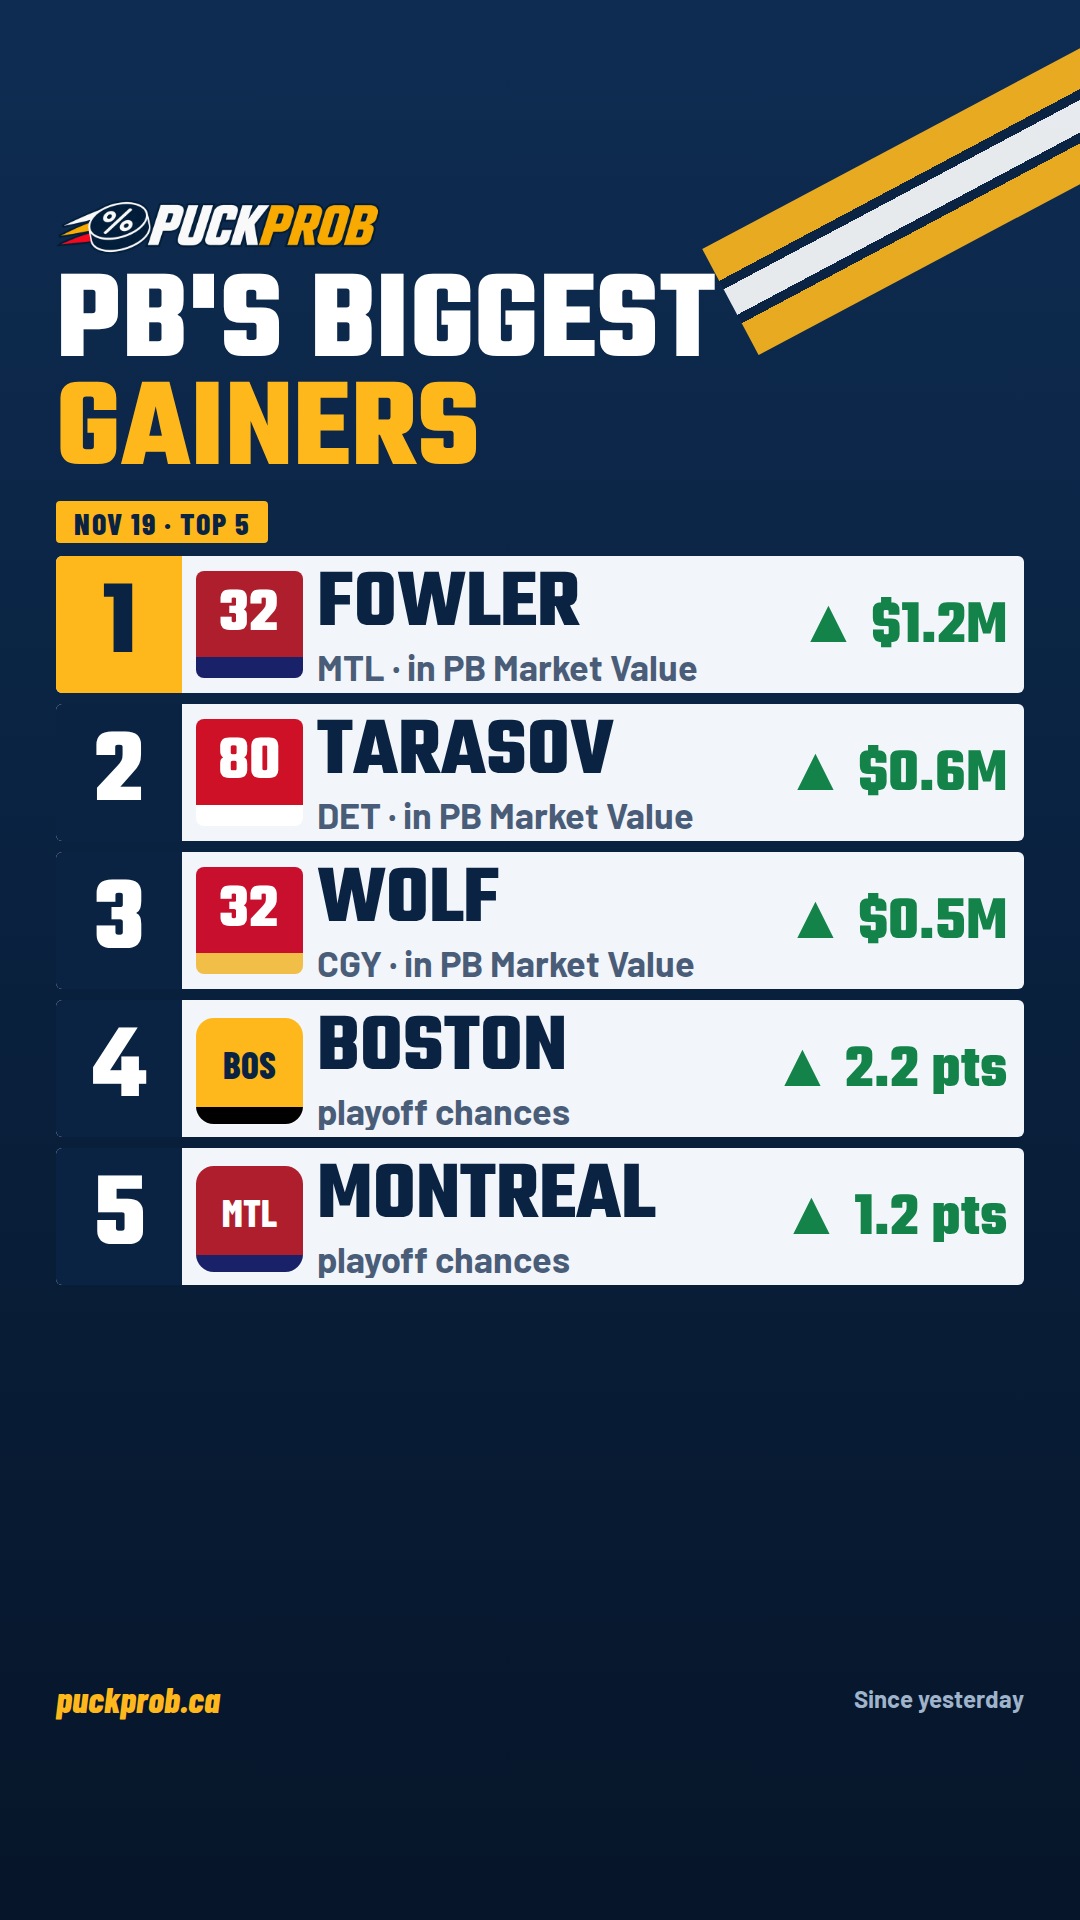 % PUCKPROB
PB'S BIGGEST
GAINERS
NOV 19 · TOP 5
1
32
FOWLER
MTL · in PB Market Value
▲ $1.2M
2
80
TARASOV
DET · in PB Market Value
▲ $0.6M
3
32
WOLF
CGY · in PB Market Value
▲ $0.5M
4
BOS
BOSTON
playoff chances
▲ 2.2 pts
5
MTL
MONTREAL
playoff chances
▲ 1.2 pts
puckprob.ca
Since yesterday